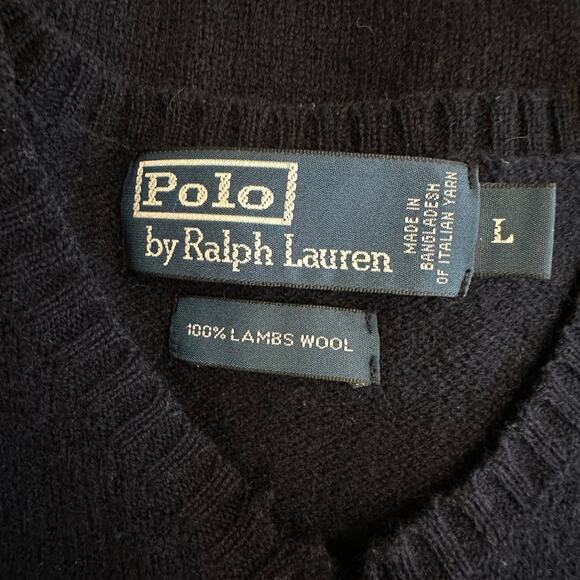 Polo
by Ralph Lauren
MADE IN
BANGLADESH
OF ITALIAN YARN
L
100% LAMBS WOOL